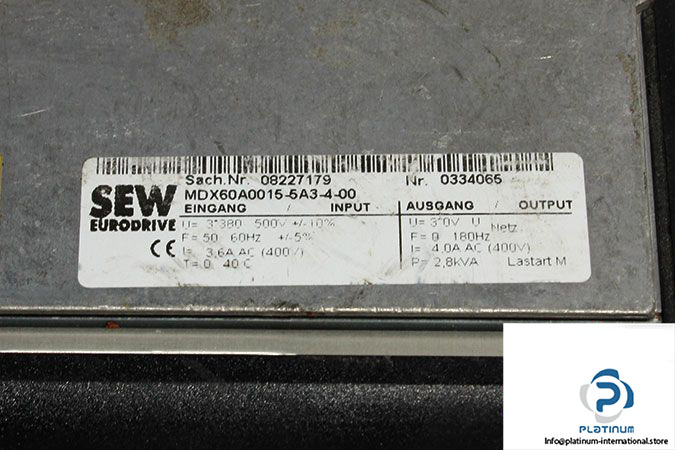 Sach.Nr. 08227179 Nr. 0334065
SEW
EURODRIVE
MDX60A0015-5A3-4-00
EINGANG / INPUT
AUSGANG / OUTPUT
U= 3*380 500V +/-10%
F= 50 60Hz +/-5%
I= 3,6A AC (400V)
T= 0 40 C
U= 3*0V U Netz
F= 0 180Hz
I= 4,0A AC (400V)
P= 2,8kVA Lastart M
CE
PLATINUM
Info@platinum-international.store